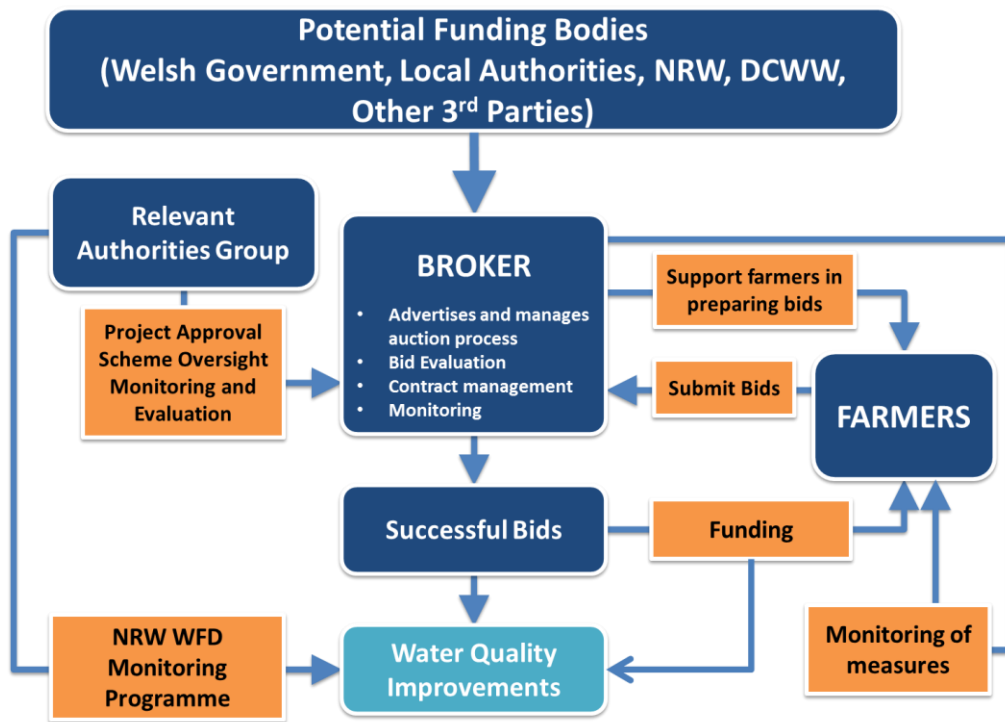 Potential Funding Bodies
(Welsh Government, Local Authorities, NRW, DCWW,
Other 3rd Parties)
Relevant
Authorities Group
BROKER
• Advertises and manages
auction process
• Bid Evaluation
• Contract management
• Monitoring
Support farmers in
preparing bids
Project Approval
Scheme Oversight
Monitoring and
Evaluation
Submit Bids
FARMERS
Successful Bids
Funding
NRW WFD
Monitoring
Programme
Water Quality
Improvements
Monitoring of
measures